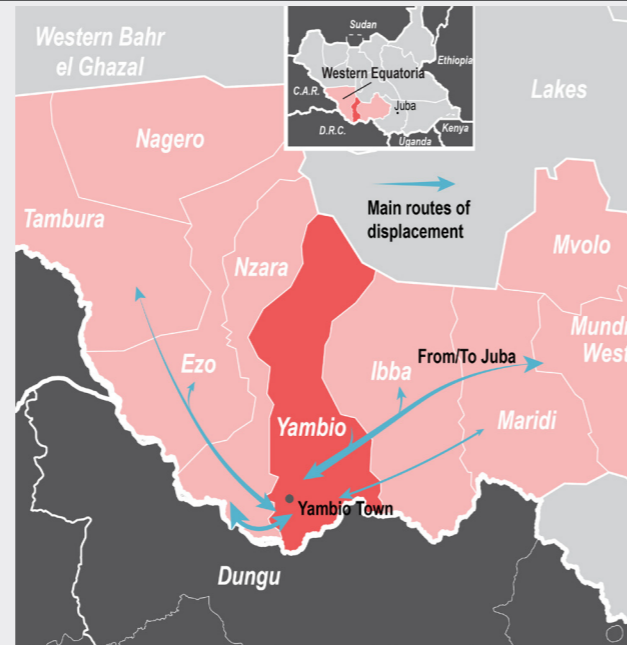 Western Bahr
el Ghazal
Sudan
Ethiopia
Western Equatoria
C.A.R.
Juba
D.R.C.
Kenya
Uganda
Lakes
Nagero
Main routes of
displacement
Tambura
Nzara
Mvolo
Mundri
West
Ezo
From/To Juba
Ibba
Yambio
Maridi
Yambio Town
Dungu